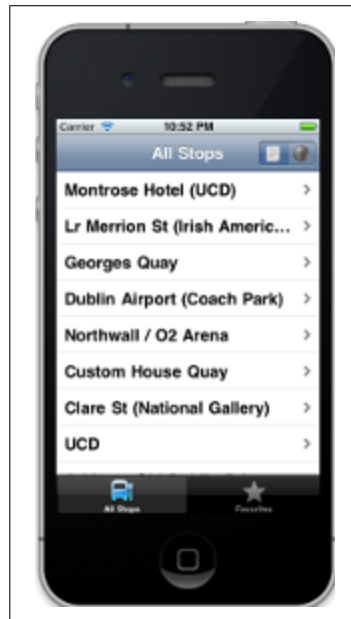 Carrier 10:52 PM
All Stops
Montrose Hotel (UCD)
Lr Merrion St (Irish Americ...
Georges Quay
Dublin Airport (Coach Park)
Northwall / O2 Arena
Custom House Quay
Clare St (National Gallery)
UCD
All Stops Favorites